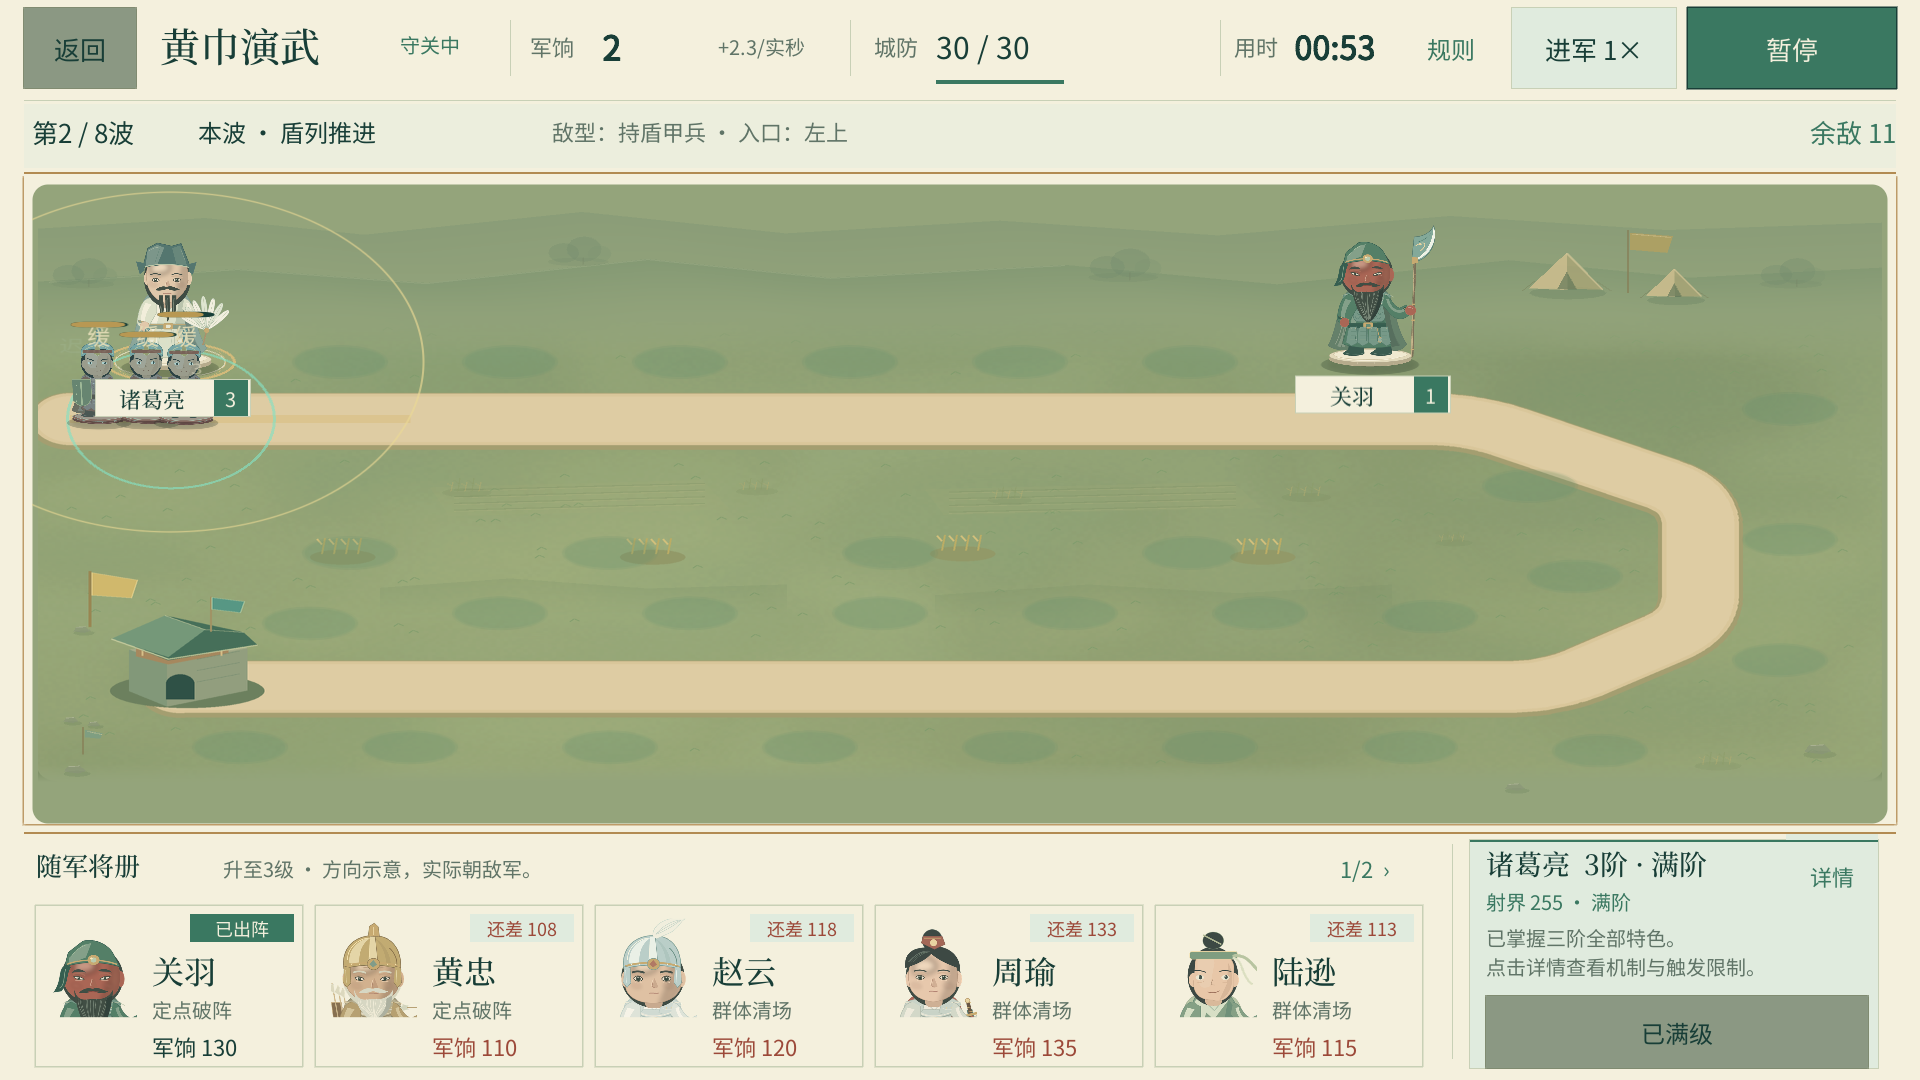 返回
黄巾演武
守关中
军饷 2
+2.3/实秒
城防 30 / 30
用时 00:53
规则
进军 1×
暂停
第2 / 8波
本波 · 盾列推进
敌型：持盾甲兵 · 入口：左上
余敌 11
缓
缓
诸葛亮 3
关羽 1
随军将册
升至3级 · 方向示意，实际朝敌军。
1/2 ›
已出阵
关羽
定点破阵
军饷 130
还差 108
黄忠
定点破阵
军饷 110
还差 118
赵云
群体清场
军饷 120
还差 133
周瑜
群体清场
军饷 135
还差 113
陆逊
群体清场
军饷 115
诸葛亮 3阶 · 满阶
详情
射界 255 · 满阶
已掌握三阶全部特色。
点击详情查看机制与触发限制。
已满级